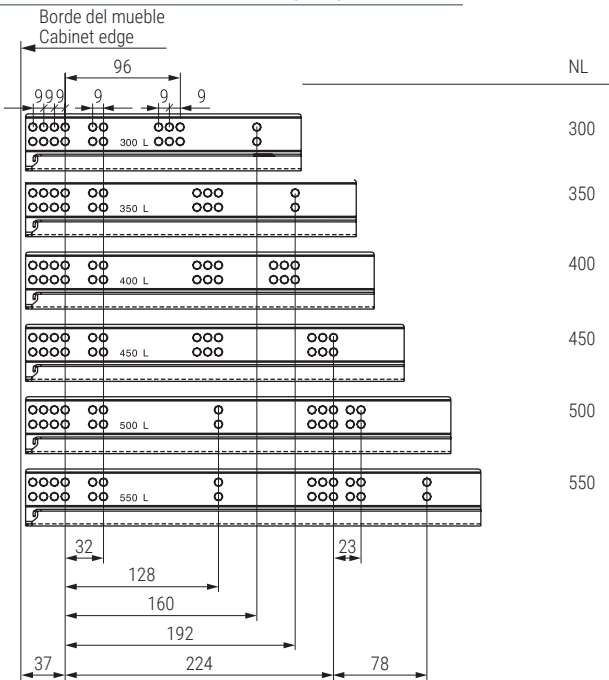 Borde del mueble
Cabinet edge
96
NL
9 9 9 9 9 9
300 L
300
350 L
350
400 L
400
450 L
450
500 L
500
550 L
550
32
23
128
160
192
37
224
78